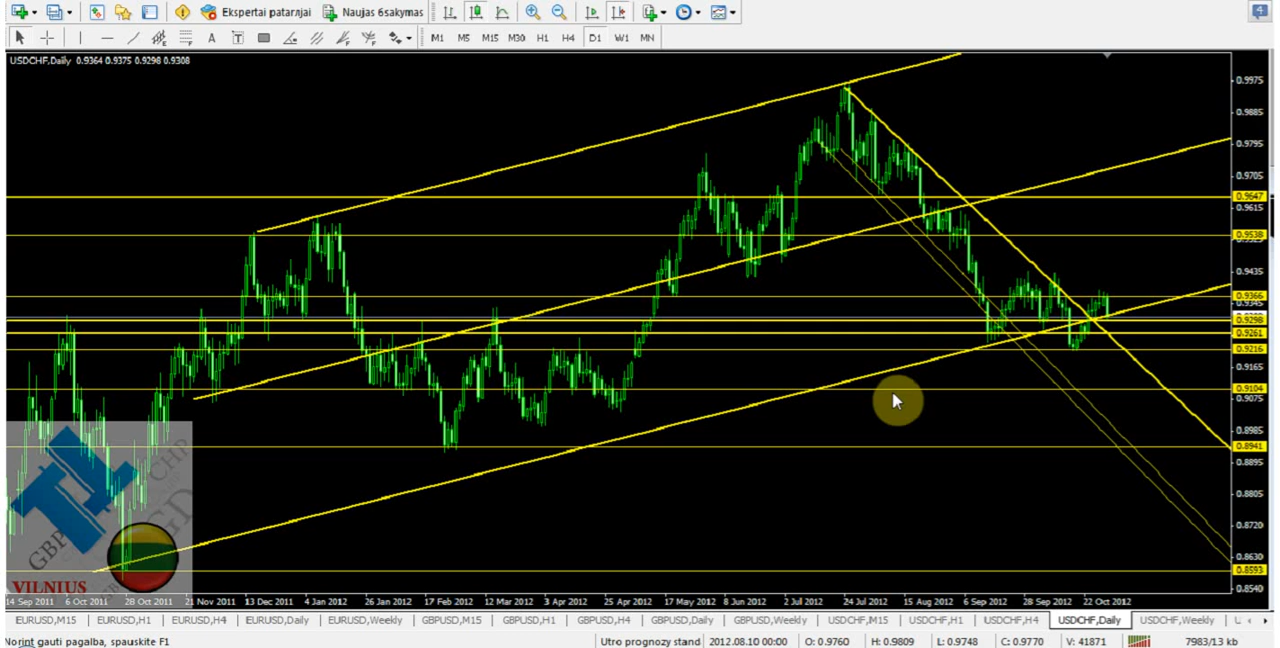 Ekspertai patarnjai Naujas 6sakymas
4
A T M1 M5 M15 M30 H1 H4 D1 W1 MN
USDCHF,Daily 0.9364 0.9375 0.9298 0.9308
0.9975
0.9885
0.9795
0.9705
0.9647
0.9615
0.9538
0.9435
0.9366
0.9345
0.9298
0.9261
0.9216
0.9165
0.9104
0.9075
0.8985
0.8941
0.8895
0.8805
0.8720
0.8630
0.8593
0.8540
CHF
GBP
VILNIUS
14 Sep 2011 6 Oct 2011 28 Oct 2011 21 Nov 2011 13 Dec 2011 4 Jan 2012 26 Jan 2012 17 Feb 2012 12 Mar 2012 3 Apr 2012 25 Apr 2012 17 May 2012 8 Jun 2012 2 Jul 2012 24 Jul 2012 15 Aug 2012 6 Sep 2012 28 Sep 2012 22 Oct 2012
EURUSD,M15 EURUSD,H1 EURUSD,H4 EURUSD,Daily EURUSD,Weekly GBPUSD,M15 GBPUSD,H1 GBPUSD,H4 GBPUSD,Daily GBPUSD,Weekly USDCHF,M15 USDCHF,H1 USDCHF,H4 USDCHF,Daily USDCHF,Weekly
Norint gauti pagalba, spauskite F1 Utro prognozy stand 2012.08.10 00:00 O: 0.9760 H: 0.9809 L: 0.9748 C: 0.9770 V: 41871 7983/13 kb